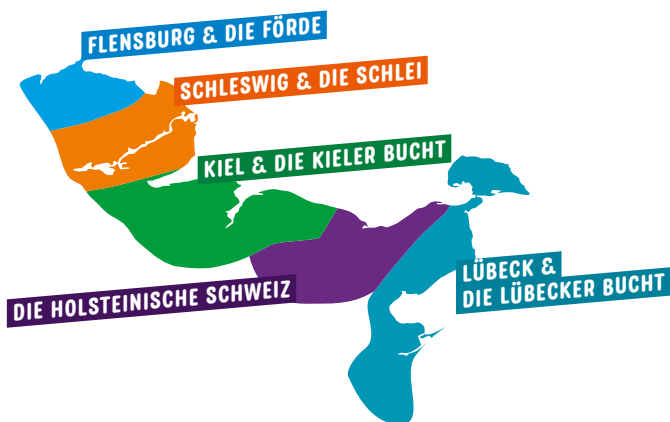 FLENSBURG & DIE FÖRDE
SCHLESWIG & DIE SCHLEI
KIEL & DIE KIELER BUCHT
LÜBECK &
DIE LÜBECKER BUCHT
DIE HOLSTEINISCHE SCHWEIZ